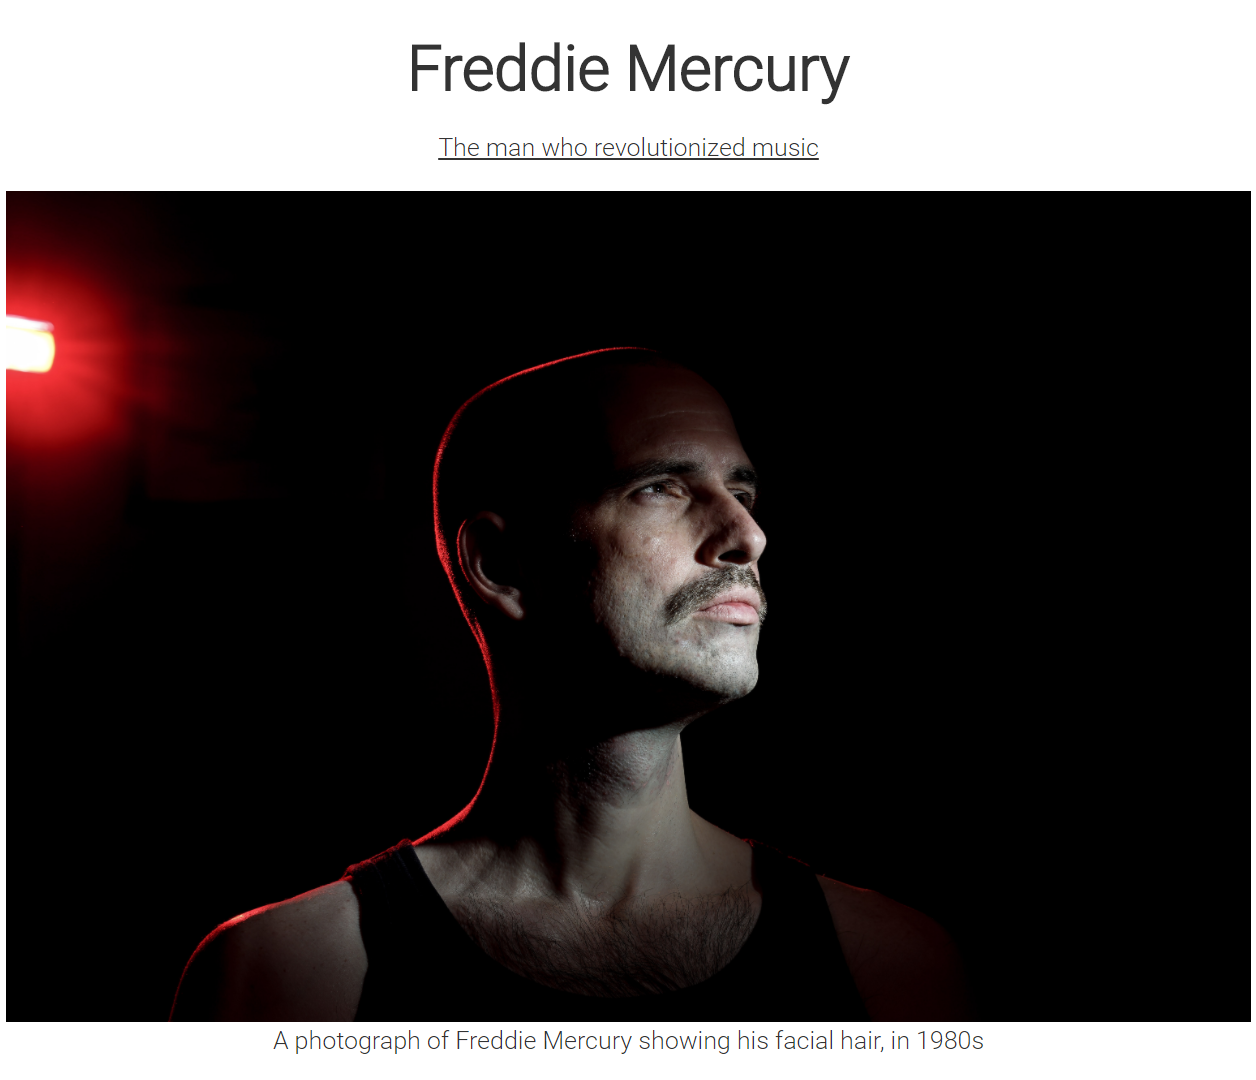 Freddie Mercury
The man who revolutionized music
A photograph of Freddie Mercury showing his facial hair, in 1980s